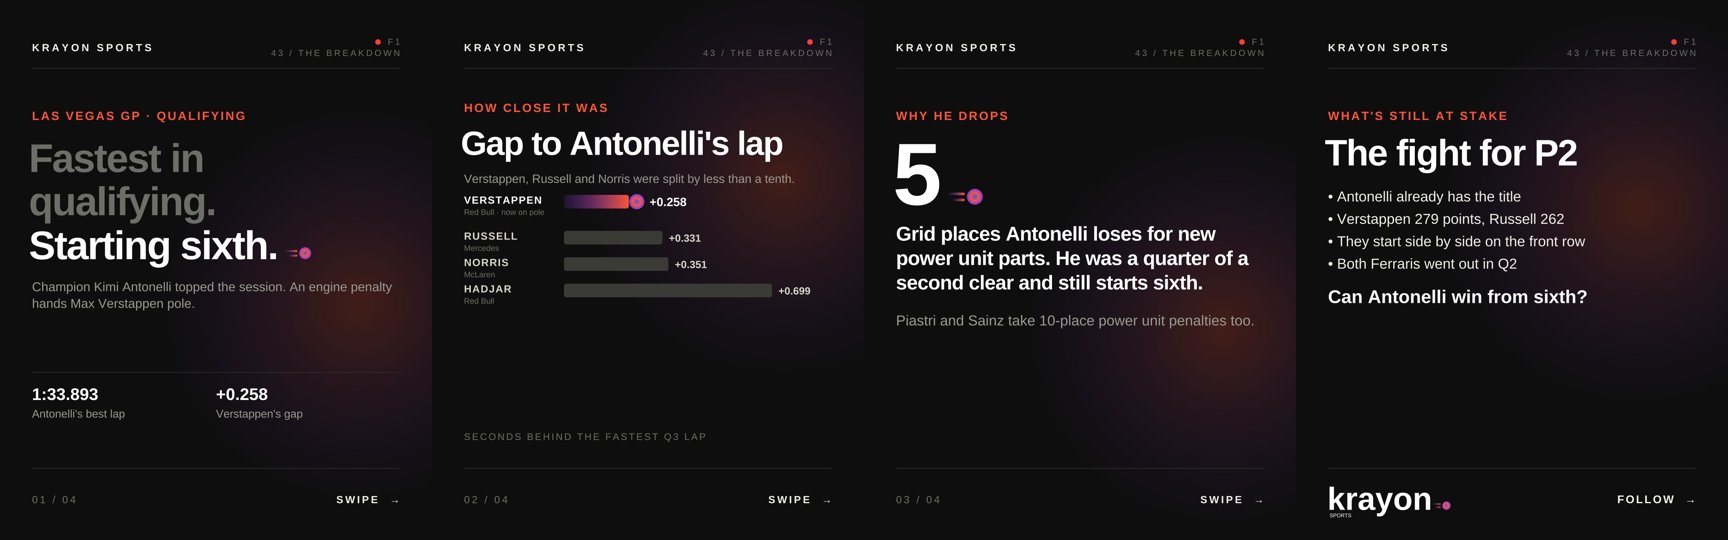 KRAYON SPORTS
F1
43 / THE BREAKDOWN
LAS VEGAS GP · QUALIFYING
Fastest in
qualifying.
Starting sixth.
Champion Kimi Antonelli topped the session. An engine penalty
hands Max Verstappen pole.
1:33.893
Antonelli's best lap
+0.258
Verstappen's gap
01 / 04
SWIPE →
KRAYON SPORTS
F1
43 / THE BREAKDOWN
HOW CLOSE IT WAS
Gap to Antonelli's lap
Verstappen, Russell and Norris were split by less than a tenth.
VERSTAPPEN
Red Bull · now on pole
+0.258
RUSSELL
Mercedes
+0.331
NORRIS
McLaren
+0.351
HADJAR
Red Bull
+0.699
SECONDS BEHIND THE FASTEST Q3 LAP
02 / 04
SWIPE →
KRAYON SPORTS
F1
43 / THE BREAKDOWN
WHY HE DROPS
5
Grid places Antonelli loses for new
power unit parts. He was a quarter of a
second clear and still starts sixth.
Piastri and Sainz take 10-place power unit penalties too.
03 / 04
SWIPE →
KRAYON SPORTS
F1
43 / THE BREAKDOWN
WHAT'S STILL AT STAKE
The fight for P2
• Antonelli already has the title
• Verstappen 279 points, Russell 262
• They start side by side on the front row
• Both Ferraris went out in Q2
Can Antonelli win from sixth?
krayon
SPORTS
FOLLOW →